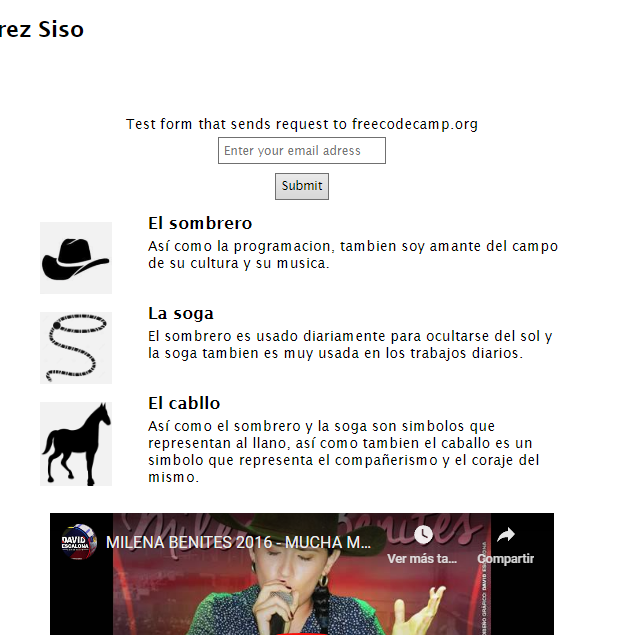 rez Siso
Test form that sends request to freecodecamp.org
Enter your email adress
Submit
El sombrero
Así como la programacion, tambien soy amante del campo
de su cultura y su musica.
La soga
El sombrero es usado diariamente para ocultarse del sol y
la soga tambien es muy usada en los trabajos diarios.
El cabllo
Así como el sombrero y la soga son simbolos que
representan al llano, así como tambien el caballo es un
simbolo que representa el compañerismo y el coraje del
mismo.
DAVID
ESCALONA
MILENA BENITES 2016 - MUCHA M...
Ver más ta...
Compartir